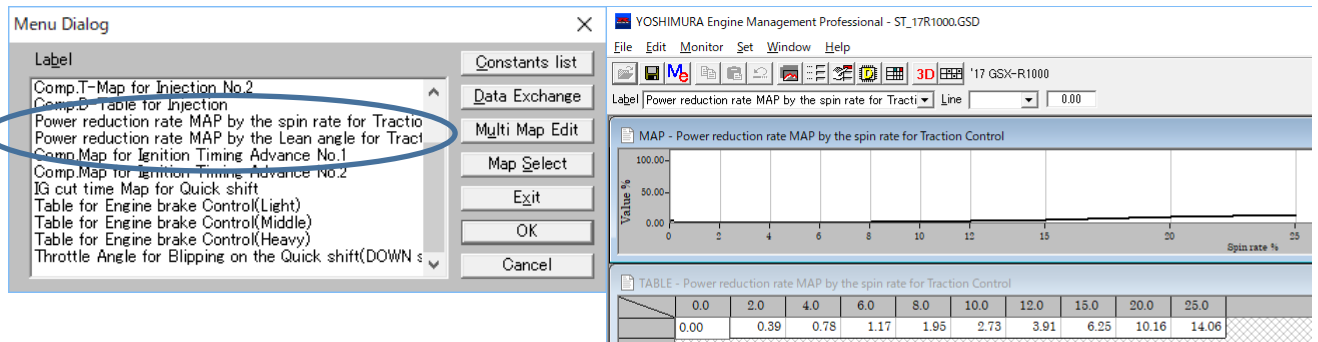 Menu Dialog
Label
Comp.T-Map for Injection No.2
Comp.B-Table for Injection
Power reduction rate MAP by the spin rate for Tractio
Power reduction rate MAP by the Lean angle for Tract
Comp.Map for Ignition Timing Advance No.1
Comp.Map for Ignition Timing Advance No.2
IG cut time Map for Quick shift
Table for Engine brake Control(Light)
Table for Engine brake Control(Middle)
Table for Engine brake Control(Heavy)
Throttle Angle for Blipping on the Quick shift(DOWN s
Constants list
Data Exchange
Multi Map Edit
Map Select
Exit
OK
Cancel
YOSHIMURA Engine Management Professional - ST_17R1000.GSD
File Edit Monitor Set Window Help
Me 3D '17 GSX-R1000
Label Power reduction rate MAP by the spin rate for Tracti Line 0.00
MAP - Power reduction rate MAP by the spin rate for Traction Control
100.00
50.00
0.00
Value %
0 2 4 6 8 10 12 15 20 25
Spin rate %
TABLE - Power reduction rate MAP by the spin rate for Traction Control
0.0 2.0 4.0 6.0 8.0 10.0 12.0 15.0 20.0 25.0
0.00 0.39 0.78 1.17 1.95 2.73 3.91 6.25 10.16 14.06